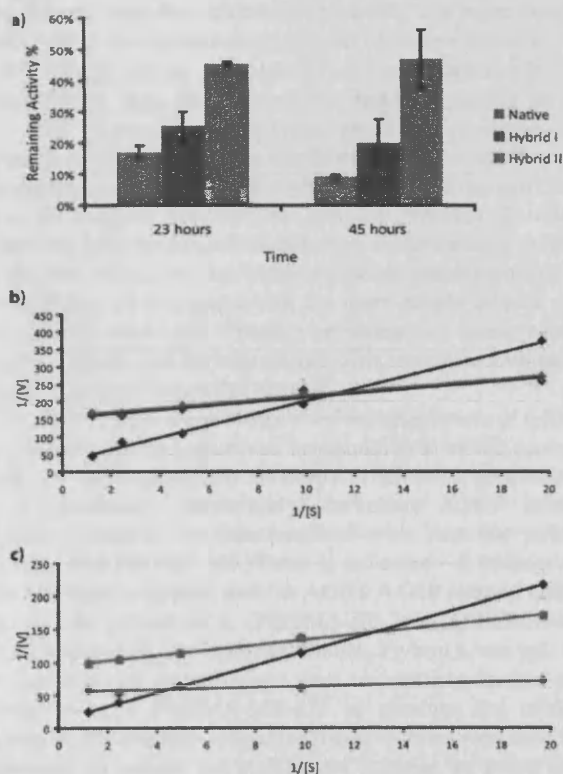 a)
60%
50%
40%
30%
20%
10%
0%
Remaining Activity %
23 hours
45 hours
Time
Native
Hybrid I
Hybrid II
b)
450
400
350
300
250
200
150
100
50
0
1/[V]
0 2 4 6 8 10 12 14 16 18 20
1/[S]
c)
250
200
150
100
50
0
1/[V]
0 2 4 6 8 10 12 14 16 18 20
1/[S]